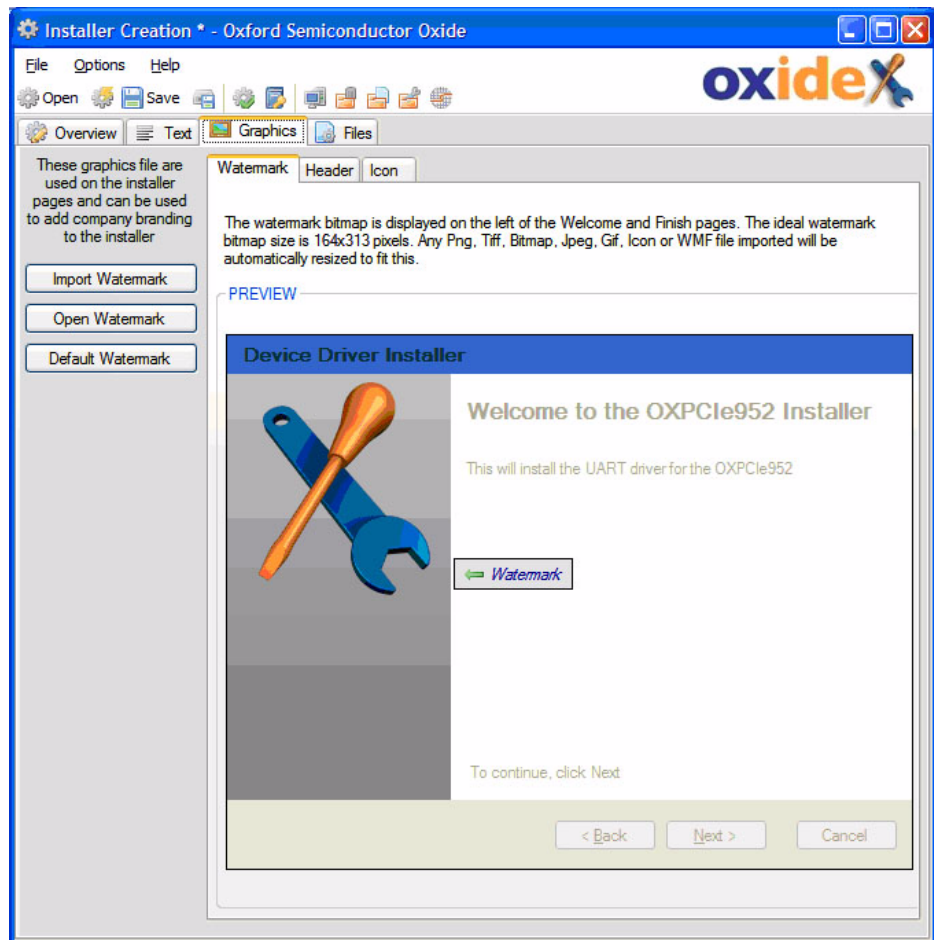 Installer Creation * - Oxford Semiconductor Oxide
File Options Help
Open Save
oxide
Overview Text Graphics Files
These graphics file are
used on the installer
pages and can be used
to add company branding
to the installer
Import Watermark
Open Watermark
Default Watermark
Watermark Header Icon
The watermark bitmap is displayed on the left of the Welcome and Finish pages. The ideal watermark
bitmap size is 164x313 pixels. Any Png, Tiff, Bitmap, Jpeg, Gif, Icon or WMF file imported will be
automatically resized to fit this.
PREVIEW
Device Driver Installer
Welcome to the OXPCIe952 Installer
This will install the UART driver for the OXPCIe952
Watermark
To continue, click Next
< Back Next > Cancel